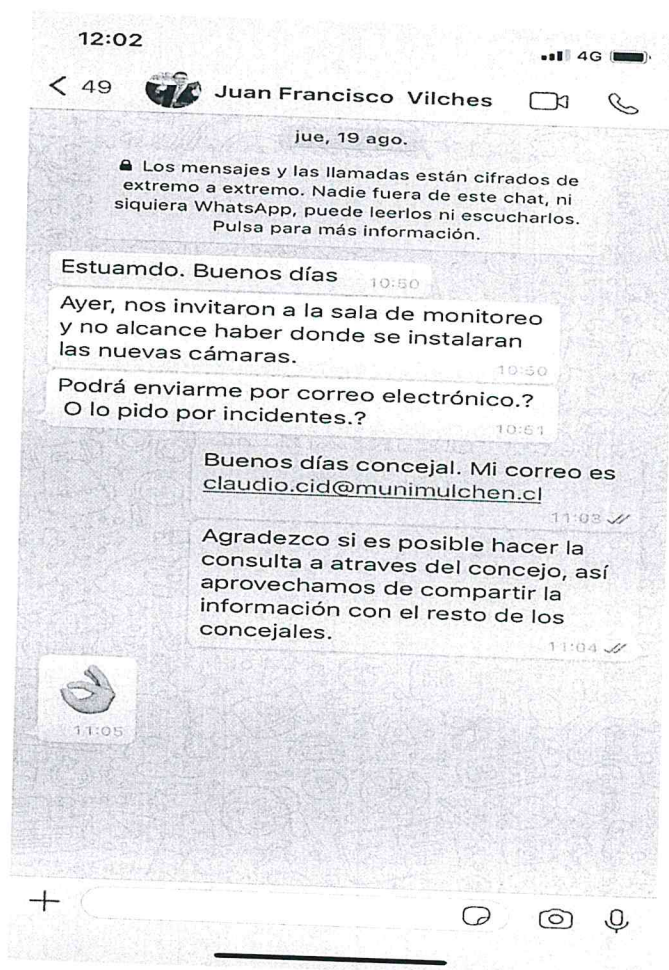 12:02
4G
49
Juan Francisco Vilches
jue, 19 ago.
Los mensajes y las llamadas están cifrados de
extremo a extremo. Nadie fuera de este chat, ni
siquiera WhatsApp, puede leerlos ni escucharlos.
Pulsa para más información.
Estuamdo. Buenos días
10:50
Ayer, nos invitaron a la sala de monitoreo
y no alcance haber donde se instalaran
las nuevas cámaras.
10:50
Podrá enviarme por correo electrónico.?
O lo pido por incidentes.?
10:51
Buenos días concejal. Mi correo es
claudio.cid@munimulchen.cl
11:03
Agradezco si es posible hacer la
consulta a atraves del concejo, así
aprovechamos de compartir la
información con el resto de los
concejales.
11:04
11:05